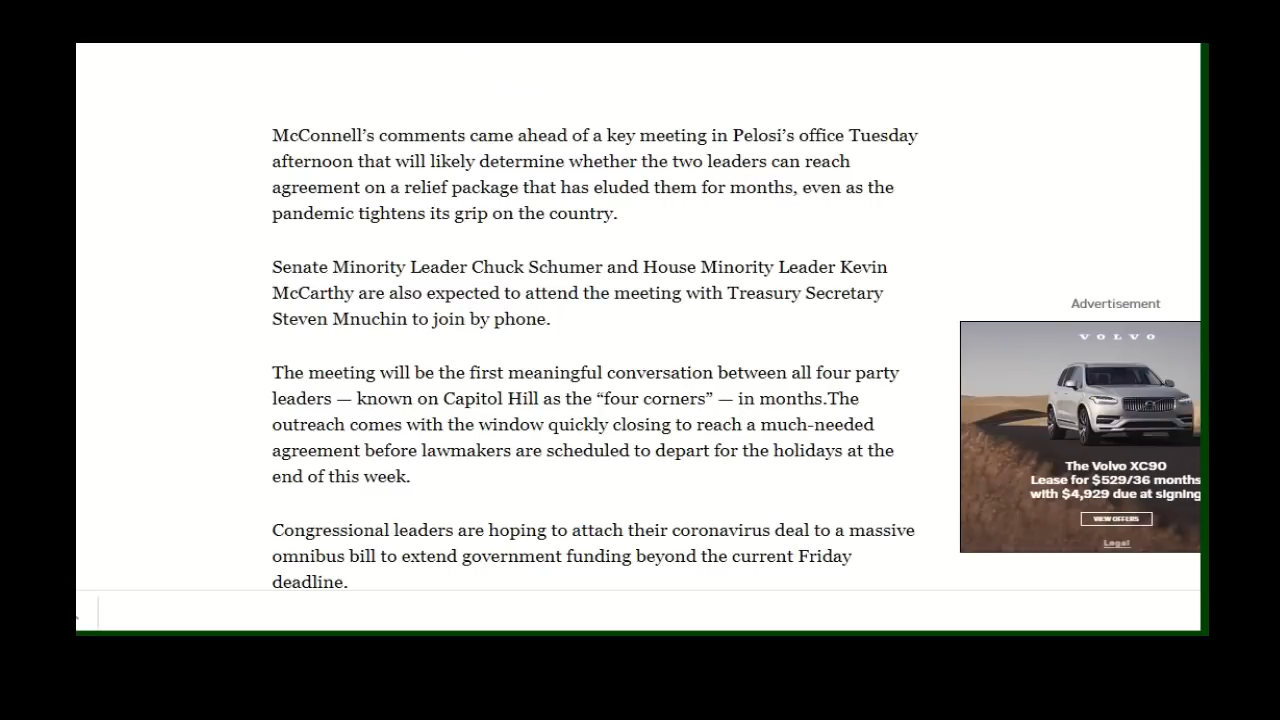 McConnell’s comments came ahead of a key meeting in Pelosi’s office Tuesday
afternoon that will likely determine whether the two leaders can reach
agreement on a relief package that has eluded them for months, even as the
pandemic tightens its grip on the country.
Senate Minority Leader Chuck Schumer and House Minority Leader Kevin
McCarthy are also expected to attend the meeting with Treasury Secretary
Steven Mnuchin to join by phone.
The meeting will be the first meaningful conversation between all four party
leaders — known on Capitol Hill as the “four corners” — in months.The
outreach comes with the window quickly closing to reach a much-needed
agreement before lawmakers are scheduled to depart for the holidays at the
end of this week.
Congressional leaders are hoping to attach their coronavirus deal to a massive
omnibus bill to extend government funding beyond the current Friday
deadline.
Advertisement
VOLVO
The Volvo XC90
Lease for $529/36 months
with $4,929 due at signing
VIEW OFFERS
Legal